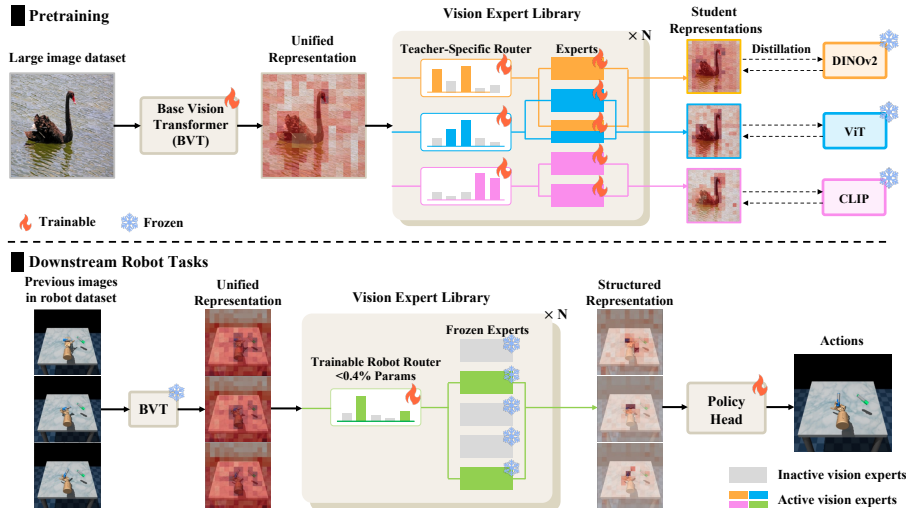 Pretraining
Large image dataset
Base Vision
Transformer
(BVT)
Unified
Representation
Vision Expert Library
× N
Teacher-Specific Router
Experts
Student
Representations
Distillation
DINOv2
ViT
CLIP
Trainable
Frozen
Downstream Robot Tasks
Previous images
in robot dataset
BVT
Unified
Representation
Vision Expert Library
× N
Trainable Robot Router
<0.4% Params
Frozen Experts
Structured
Representation
Policy
Head
Actions
Inactive vision experts
Active vision experts